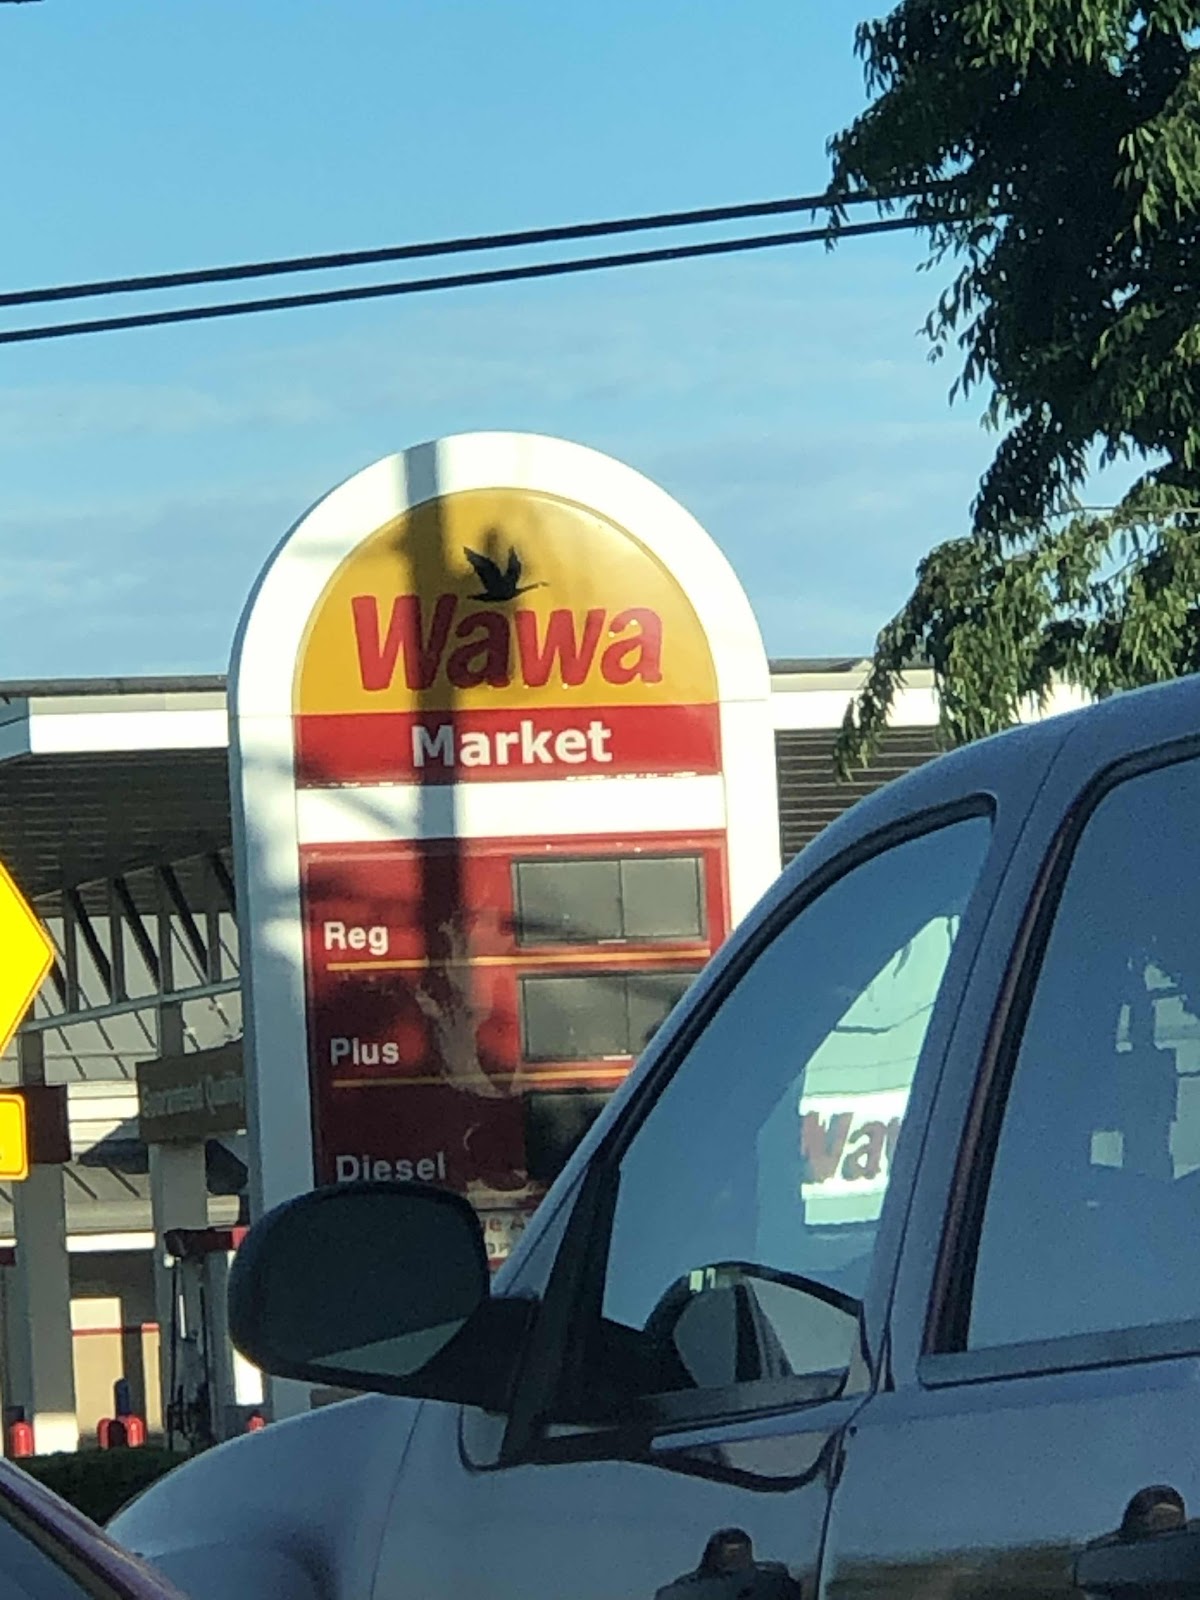 Wawa
Market
Reg
Plus
Diesel